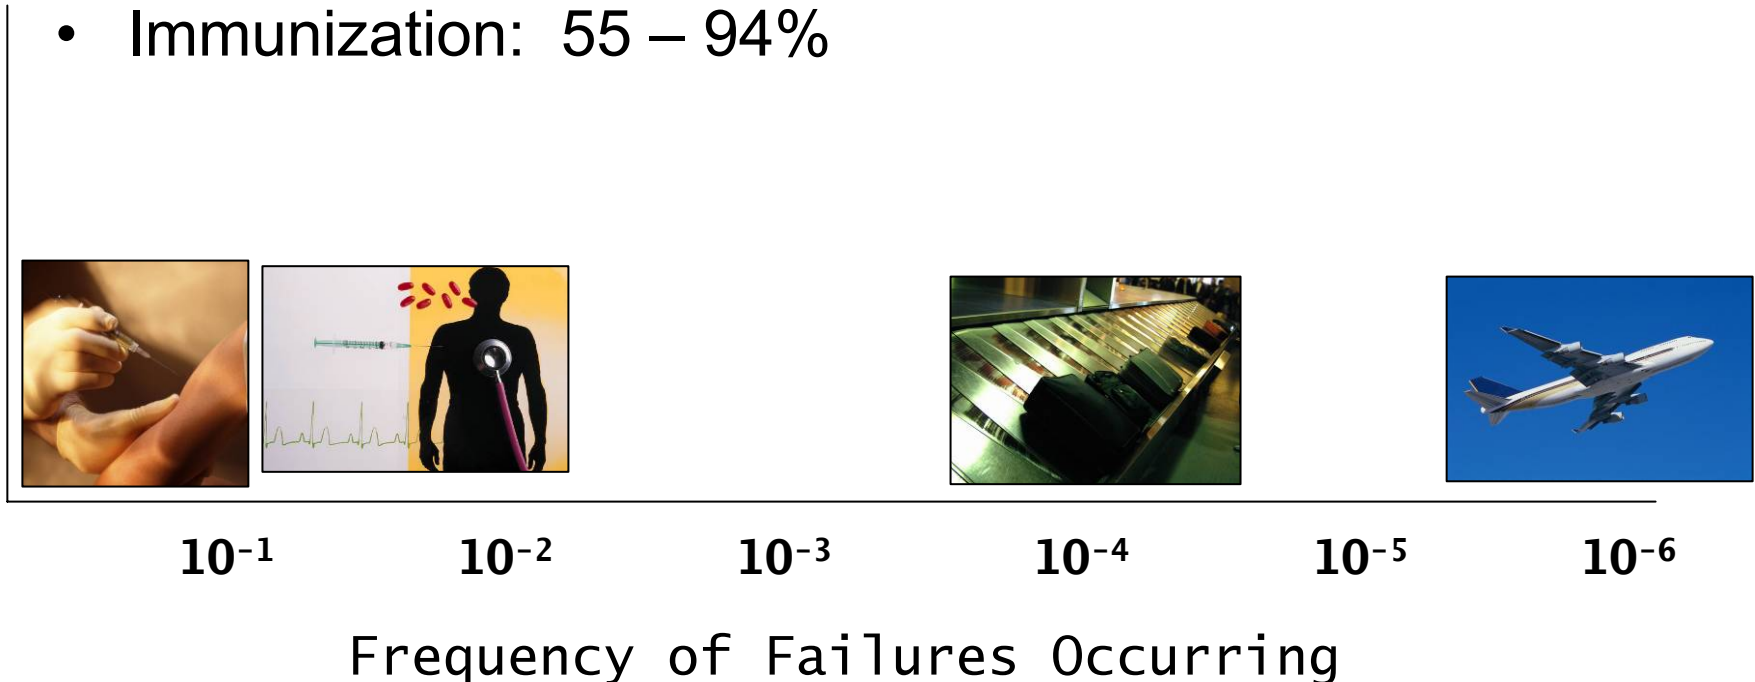 • Immunization: 55 – 94%
10⁻¹ 10⁻² 10⁻³ 10⁻⁴ 10⁻⁵ 10⁻⁶
Frequency of Failures Occurring